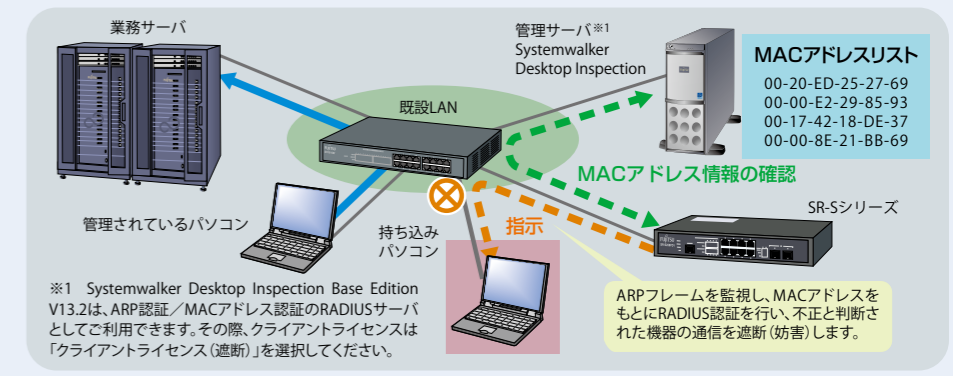 業務サーバ
管理サーバ※1
Systemwalker
Desktop Inspection
MACアドレスリスト
00-20-ED-25-27-69
00-00-E2-29-85-93
00-17-42-18-DE-37
00-00-8E-21-BB-69
既設LAN
MACアドレス情報の確認
SR-Sシリーズ
管理されているパソコン
持ち込み
パソコン
指示
※1 Systemwalker Desktop Inspection Base Edition
V13.2は、ARP認証／MACアドレス認証のRADIUSサーバ
としてご利用できます。その際、クライアントライセンスは
「クライアントライセンス（遮断）」を選択してください。
ARPフレームを監視し、MACアドレスを
もとにRADIUS認証を行い、不正と判断さ
れた機器の通信を遮断（妨害）します。